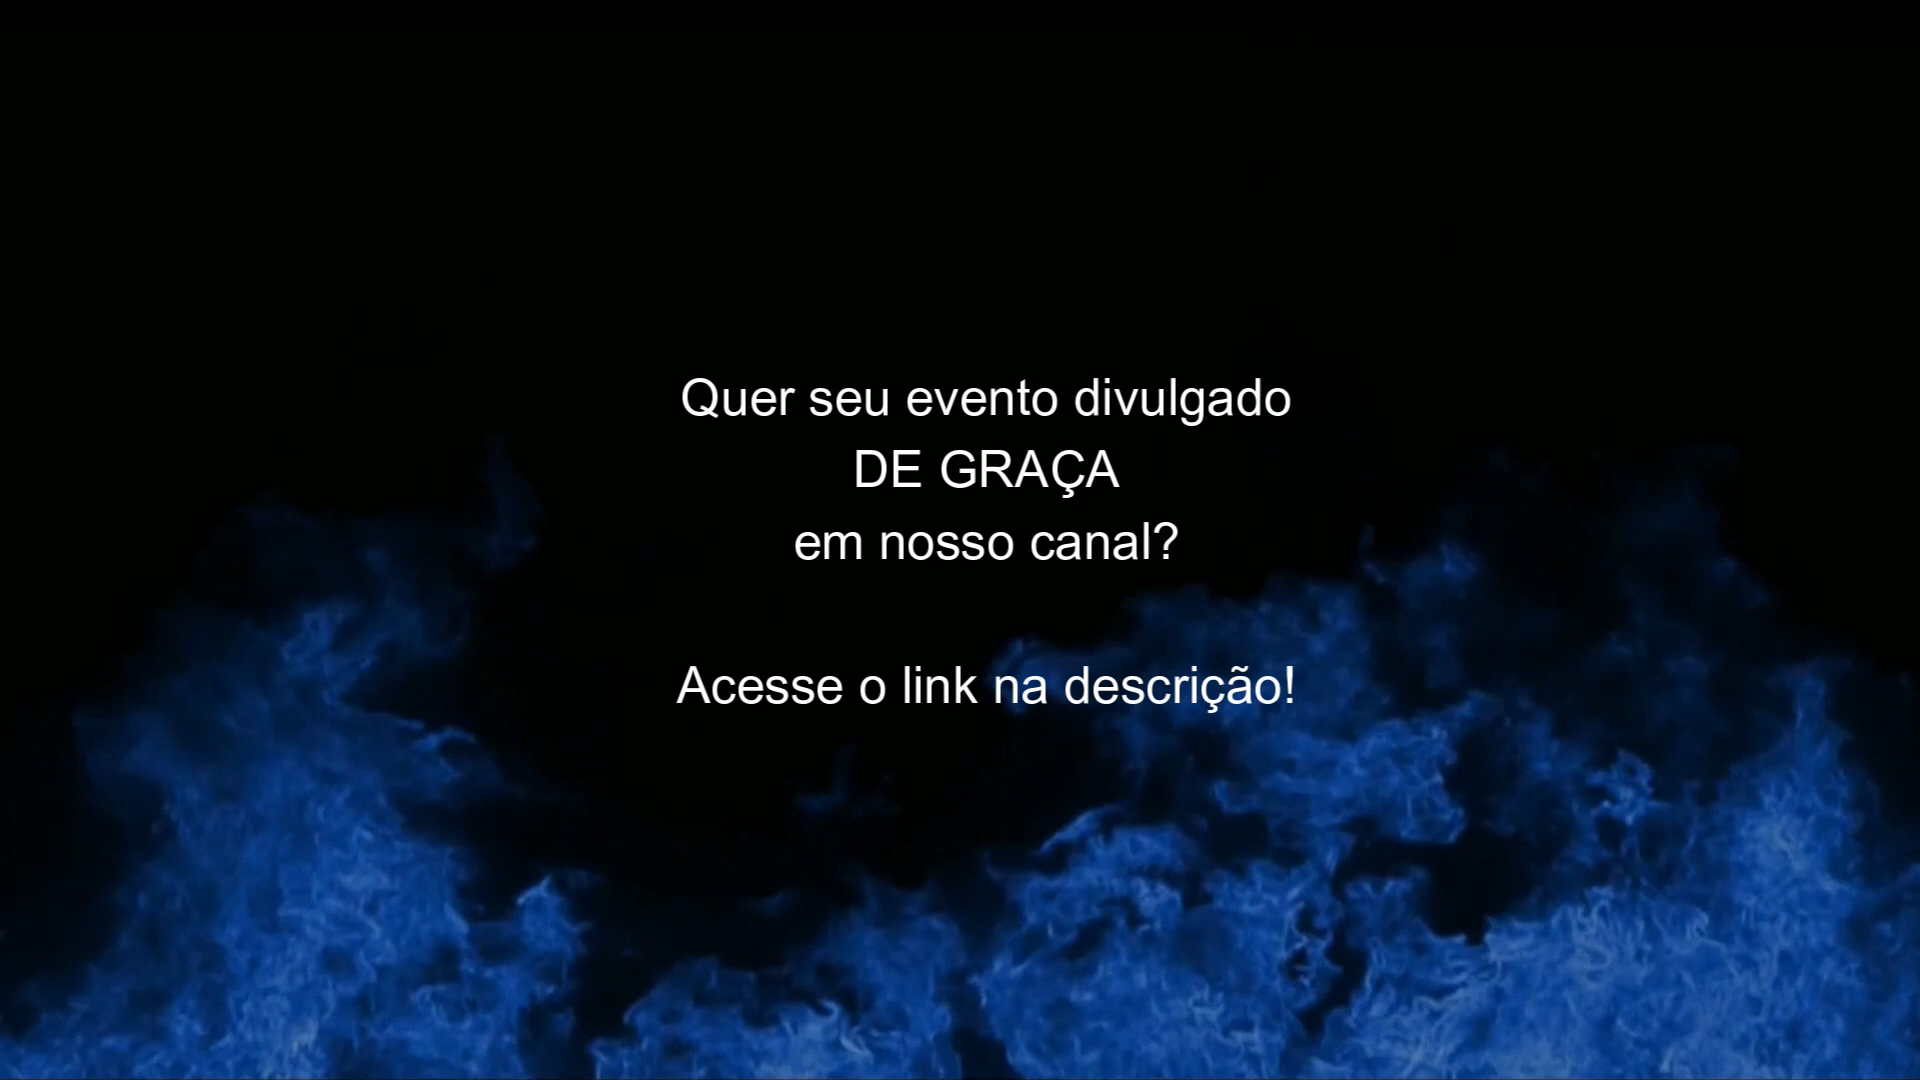 Quer seu evento divulgado
DE GRAÇA
em nosso canal?
Acesse o link na descrição!